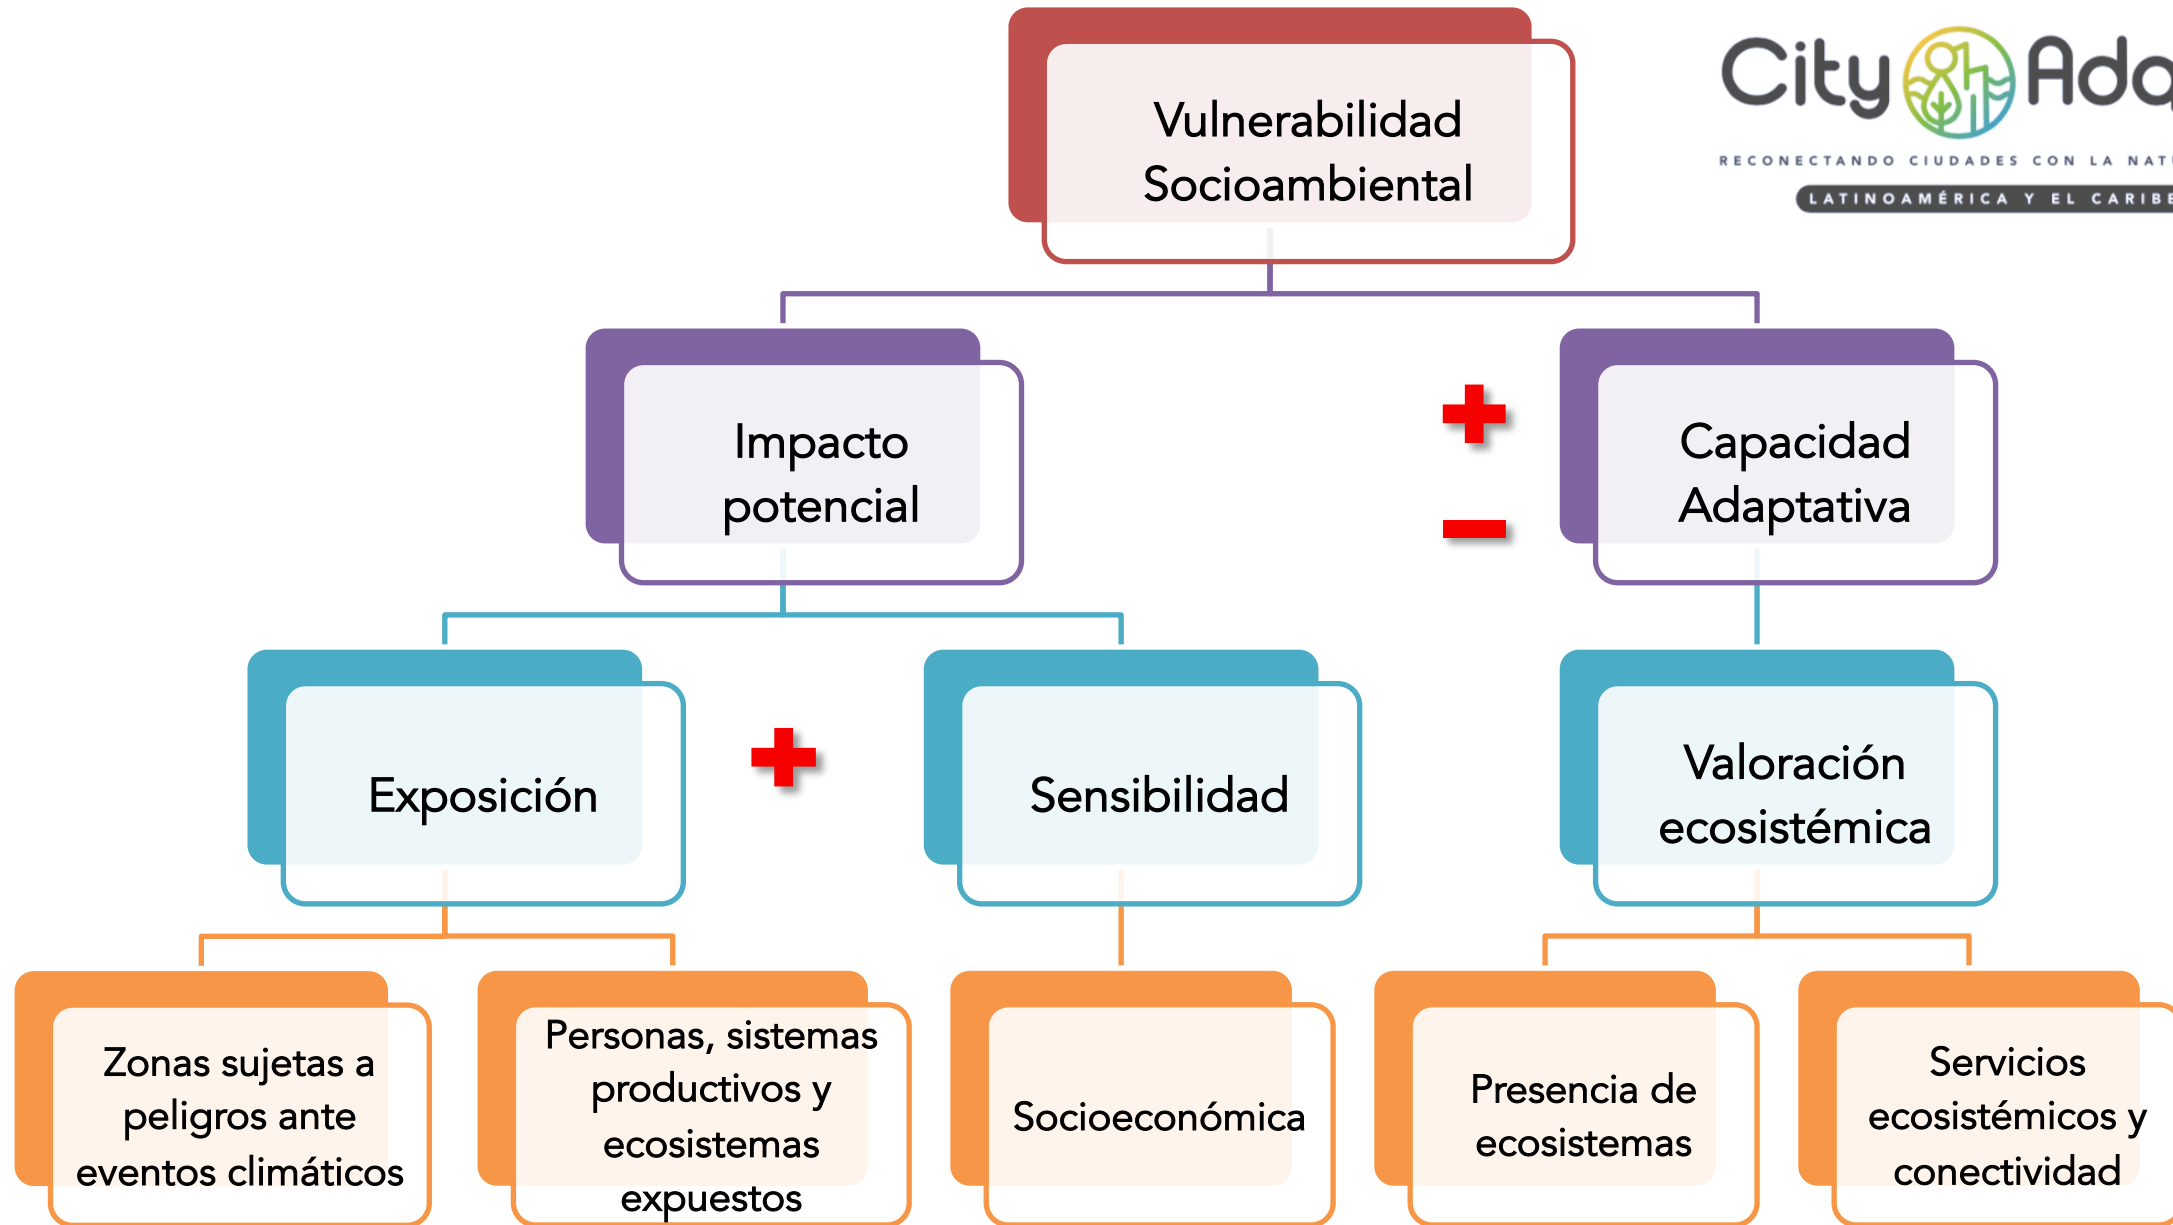 Vulnerabilidad
Socioambiental
City Ada
RECONECTANDO CIUDADES CON LA NAT
LATINOAMÉRICA Y EL CARIBE
Impacto
potencial
Capacidad
Adaptativa
Exposición
Sensibilidad
Valoración
ecosistémica
Zonas sujetas a
peligros ante
eventos climáticos
Personas, sistemas
productivos y
ecosistemas
expuestos
Socioeconómica
Presencia de
ecosistemas
Servicios
ecosistémicos y
conectividad